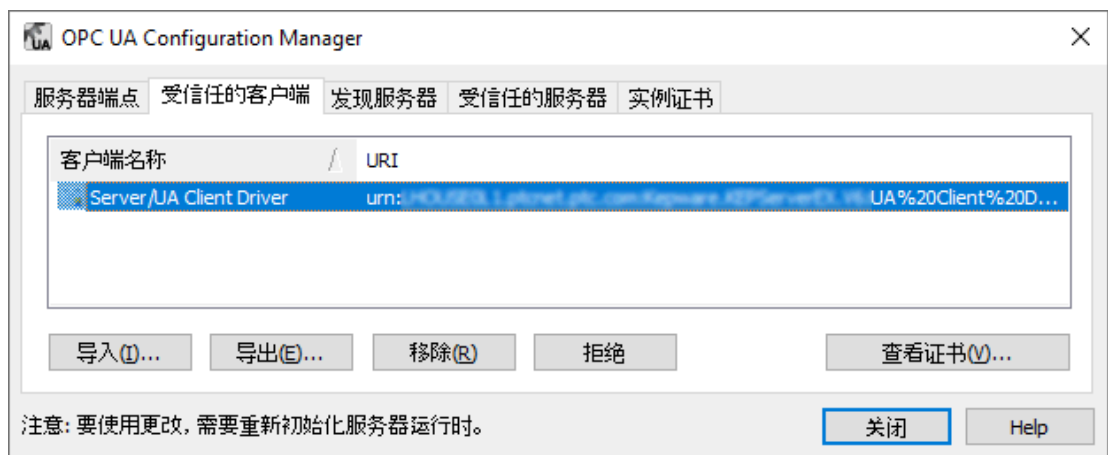 OPC UA Configuration Manager
服务器端点 受信任的客户端 发现服务器 受信任的服务器 实例证书
客户端名称 URI
Server/UA Client Driver urn: UA%20Client%20D...
导入(I)... 导出(E)... 移除(R) 拒绝 查看证书(V)...
注意: 要使用更改, 需要重新初始化服务器运行时。 关闭 Help